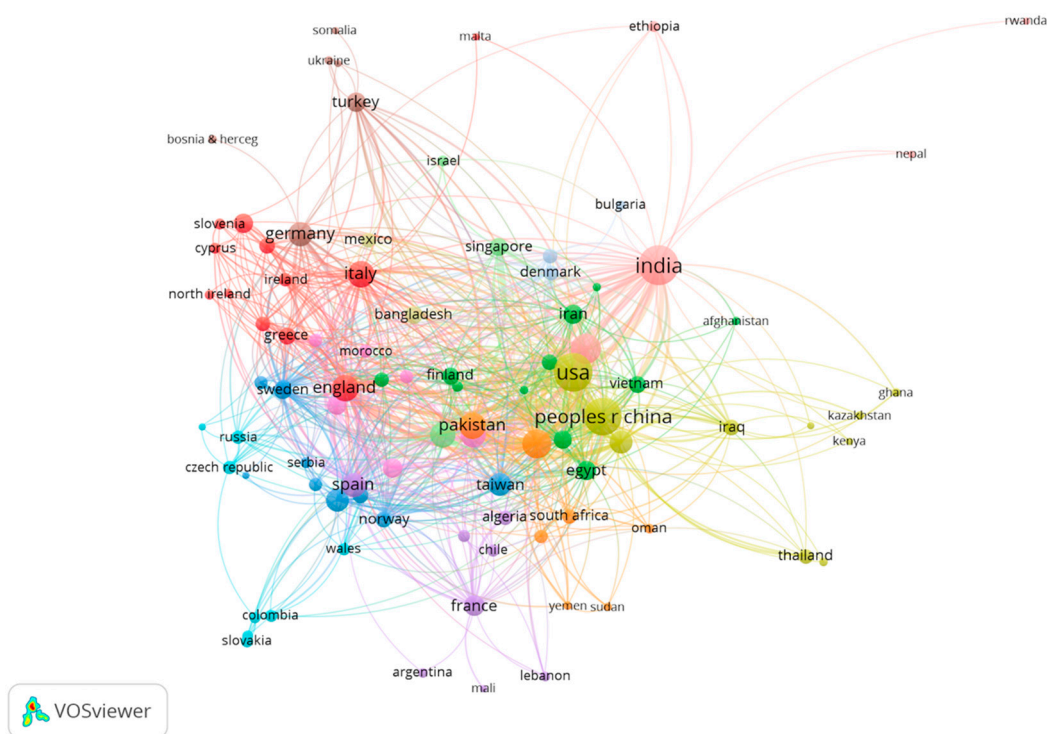 rwanda
ethiopia
somalia
malta
ukraine
turkey
bosnia & herceg
nepal
israel
bulgaria
slovenia
germany
mexico
singapore
cyprus
india
denmark
italy
ireland
north ireland
bangladesh
iran
afghanistan
greece
morocco
usa
finland
vietnam
sweden
england
ghana
peoples r china
kazakhstan
pakistan
iraq
russia
kenya
serbia
czech republic
egypt
spain
taiwan
norway
algeria
south africa
oman
wales
chile
thailand
france
yemen
sudan
colombia
slovakia
argentina
lebanon
mali
VOSviewer